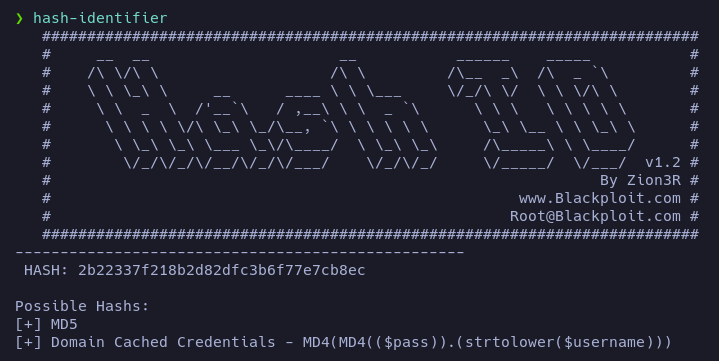 ❯ hash-identifier
   #########################################################################
   #     __  __                     __           ______    _____           #
   #    /\ \/\ \                   /\ \         /\__  _\  /\  _ `\         #
   #    \ \ \_\ \     __      ____ \ \ \___     \/_/\ \/  \ \ \/\ \        #
   #     \ \  _  \  /'__`\   / ,__\ \ \  _ `\      \ \ \   \ \ \ \ \       #
   #      \ \ \ \ \/\ \_\ \_/\__, `\ \ \ \ \ \      \_\ \__ \ \ \_\ \      #
   #       \ \_\ \_\ \___ \_\/\____/  \ \_\ \_\     /\_____\ \ \____/      #
   #        \/_/\/_/\/__/\/_/\/___/    \/_/\/_/     \/_____/  \/___/  v1.2 #
   #                                                             By Zion3R #
   #                                                    www.Blackploit.com #
   #                                                   Root@Blackploit.com #
   #########################################################################
--------------------------------------------------
 HASH: 2b22337f218b2d82dfc3b6f77e7cb8ec

Possible Hashs:
[+] MD5
[+] Domain Cached Credentials - MD4(MD4(($pass)).(strtolower($username)))